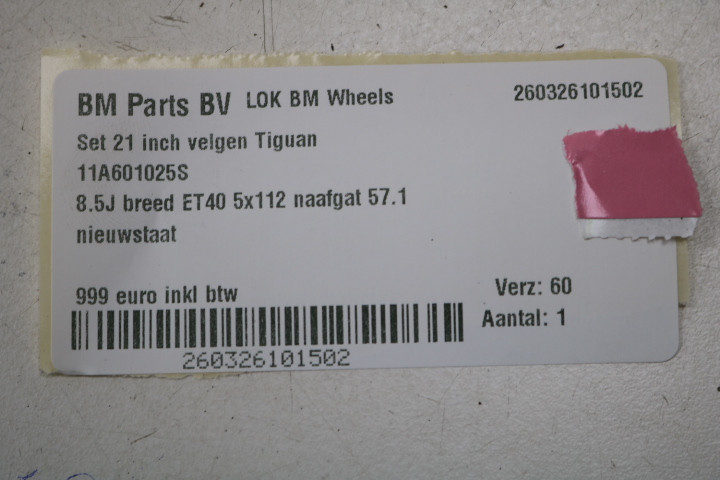 BM Parts BV LOK BM Wheels 260326101502
Set 21 inch velgen Tiguan
11A601025S
8.5J breed ET40 5x112 naafgat 57.1
nieuwstaat
999 euro inkl btw Verz: 60
Aantal: 1
260326101502